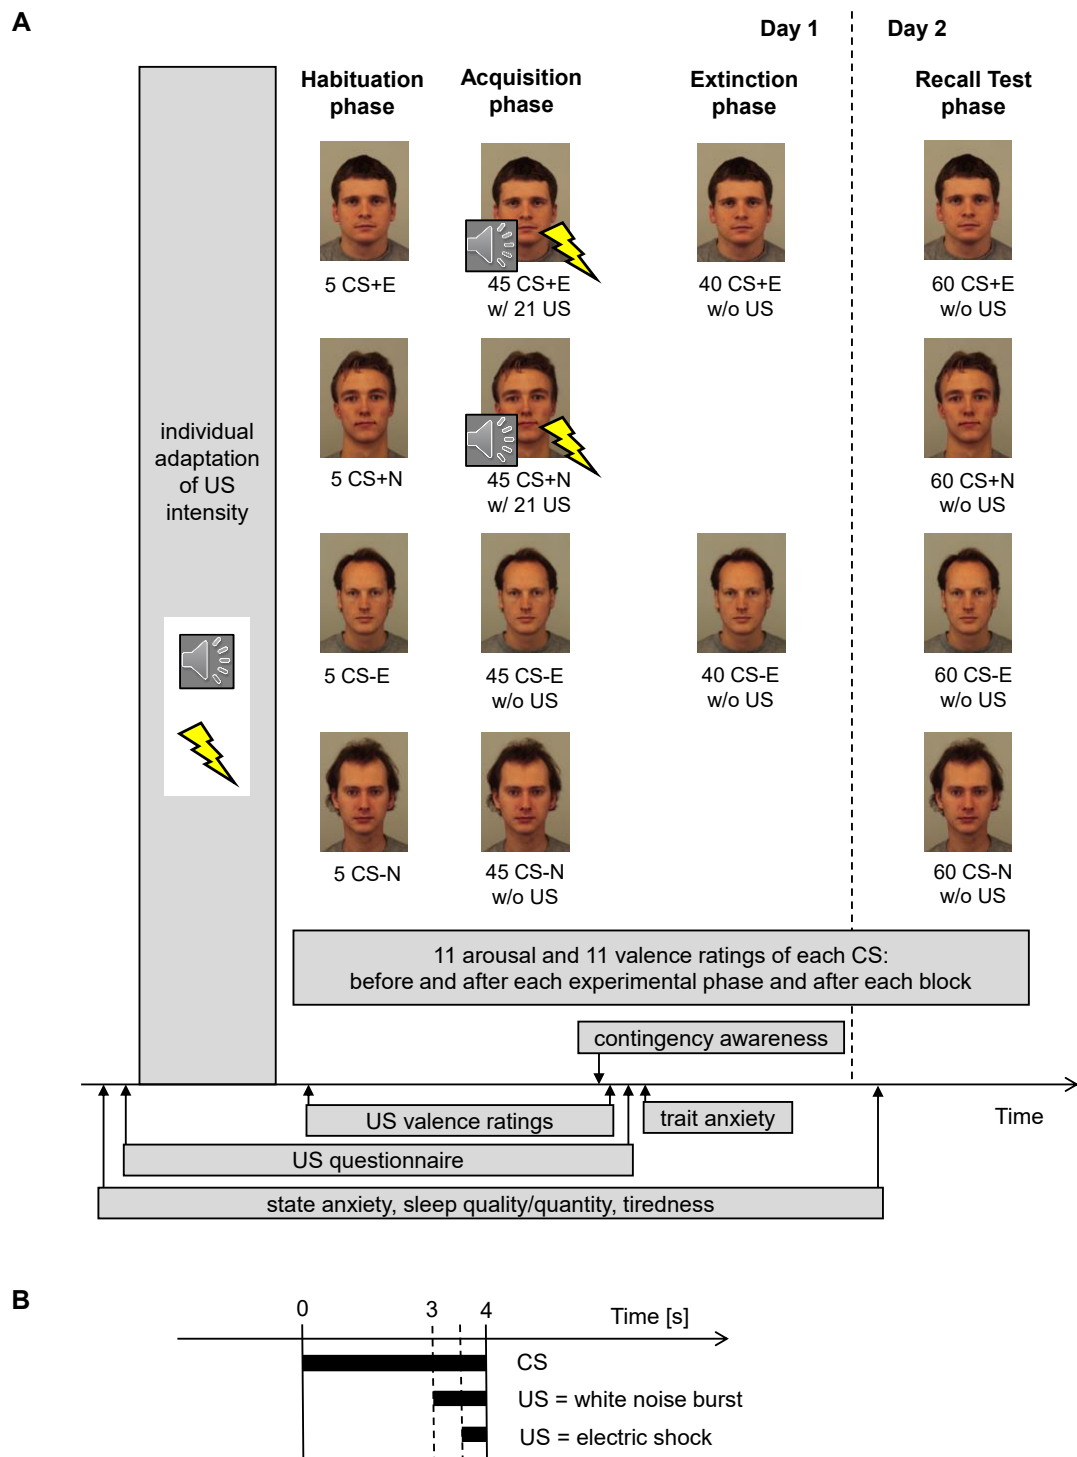 A
Day 1
Day 2
Habituation
phase
Acquisition
phase
Extinction
phase
Recall Test
phase
5 CS+E
45 CS+E
w/ 21 US
40 CS+E
w/o US
60 CS+E
w/o US
individual
adaptation
of US
intensity
5 CS+N
45 CS+N
w/ 21 US
60 CS+N
w/o US
5 CS-E
45 CS-E
w/o US
40 CS-E
w/o US
60 CS-E
w/o US
5 CS-N
45 CS-N
w/o US
60 CS-N
w/o US
11 arousal and 11 valence ratings of each CS:
before and after each experimental phase and after each block
contingency awareness
US valence ratings
trait anxiety
Time
US questionnaire
state anxiety, sleep quality/quantity, tiredness
B
0
3
4
Time [s]
CS
US = white noise burst
US = electric shock